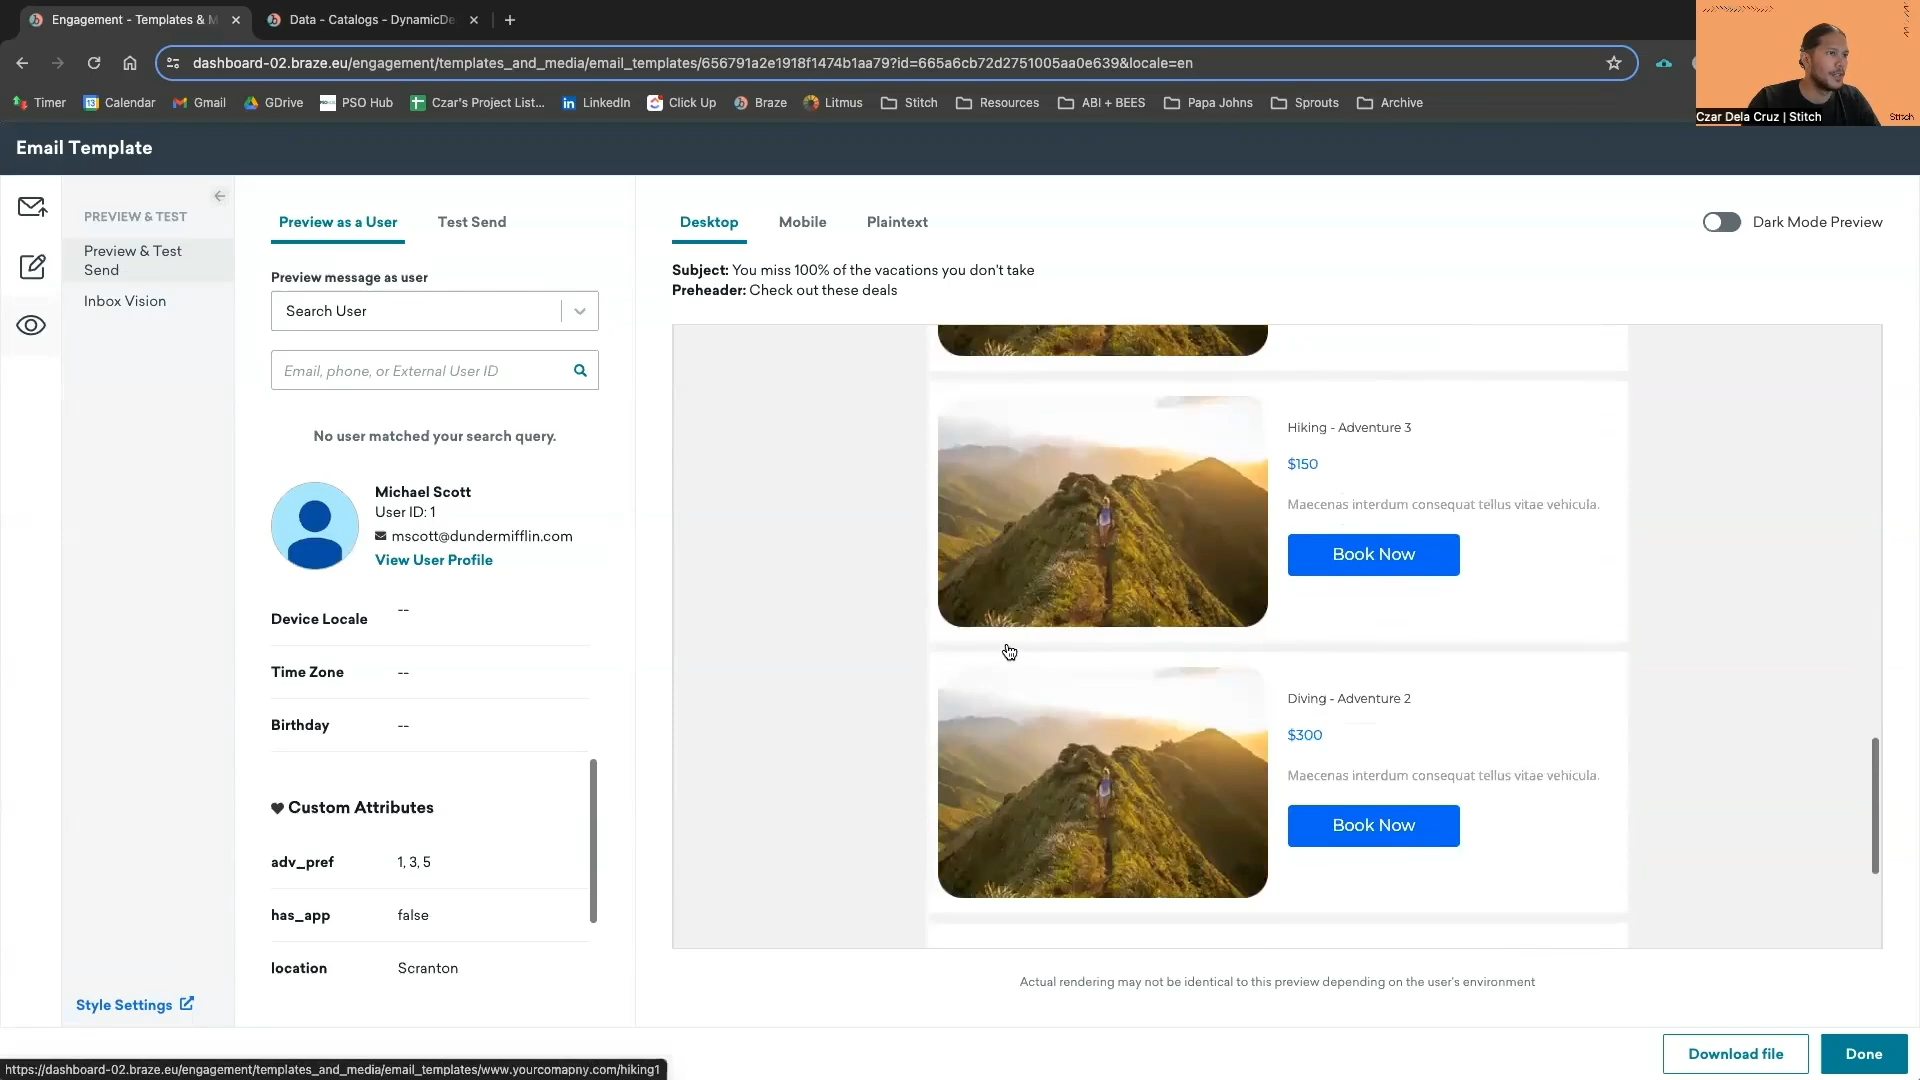 Engagement - Templates & M
Data - Catalogs - DynamicDe
dashboard-02.braze.eu/engagement/templates_and_media/email_templates/656791a2e1918f1474b1aa79?id=665a6cb72d2751005aa0e639&locale=en
Timer
Calendar
Gmail
GDrive
PSO Hub
Czar's Project List...
LinkedIn
Click Up
Braze
Litmus
Stitch
Resources
ABI + BEES
Papa Johns
Sprouts
Archive
Czar Dela Cruz | Stitch
Stitch
Email Template
PREVIEW & TEST
Preview & Test
Send
Inbox Vision
Style Settings
Preview as a User
Test Send
Preview message as user
Search User
Email, phone, or External User ID
No user matched your search query.
Michael Scott
User ID: 1
mscott@dundermifflin.com
View User Profile
Device Locale --
Time Zone --
Birthday --
Custom Attributes
adv_pref 1, 3, 5
has_app false
location Scranton
Desktop
Mobile
Plaintext
Dark Mode Preview
Subject: You miss 100% of the vacations you don't take
Preheader: Check out these deals
Hiking - Adventure 3
$150
Maecenas interdum consequat tellus vitae vehicula.
Book Now
Diving - Adventure 2
$300
Maecenas interdum consequat tellus vitae vehicula.
Book Now
Actual rendering may not be identical to this preview depending on the user's environment
Download file
Done
https://dashboard-02.braze.eu/engagement/templates_and_media/email_templates/www.yourcomapny.com/hiking1